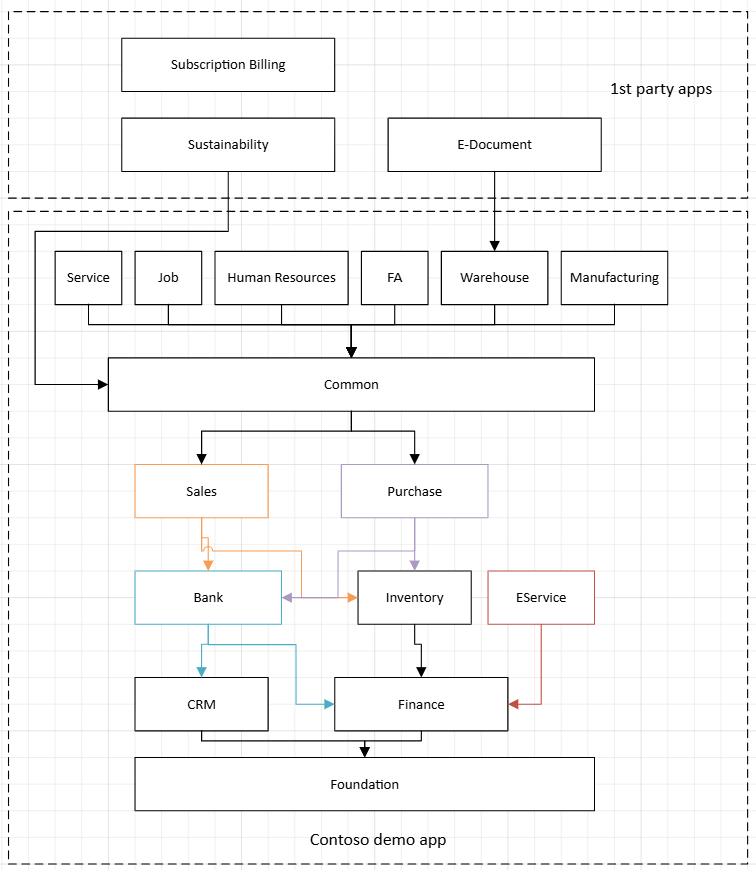 Subscription Billing
1st party apps
Sustainability
E-Document
Service
Job
Human Resources
FA
Warehouse
Manufacturing
Common
Sales
Purchase
Bank
Inventory
EService
CRM
Finance
Foundation
Contoso demo app